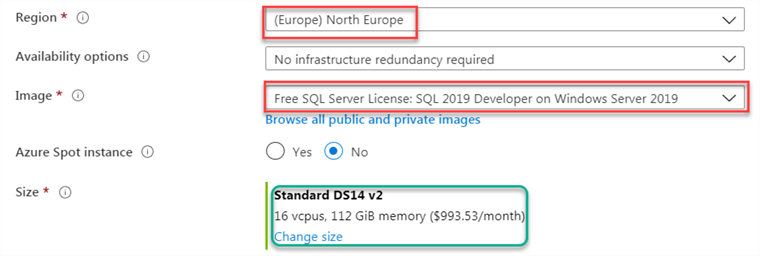 Region *
(Europe) North Europe
Availability options
No infrastructure redundancy required
Image *
Free SQL Server License: SQL 2019 Developer on Windows Server 2019
Browse all public and private images
Azure Spot instance
Yes
No
Size *
Standard DS14 v2
16 vcpus, 112 GiB memory ($993.53/month)
Change size